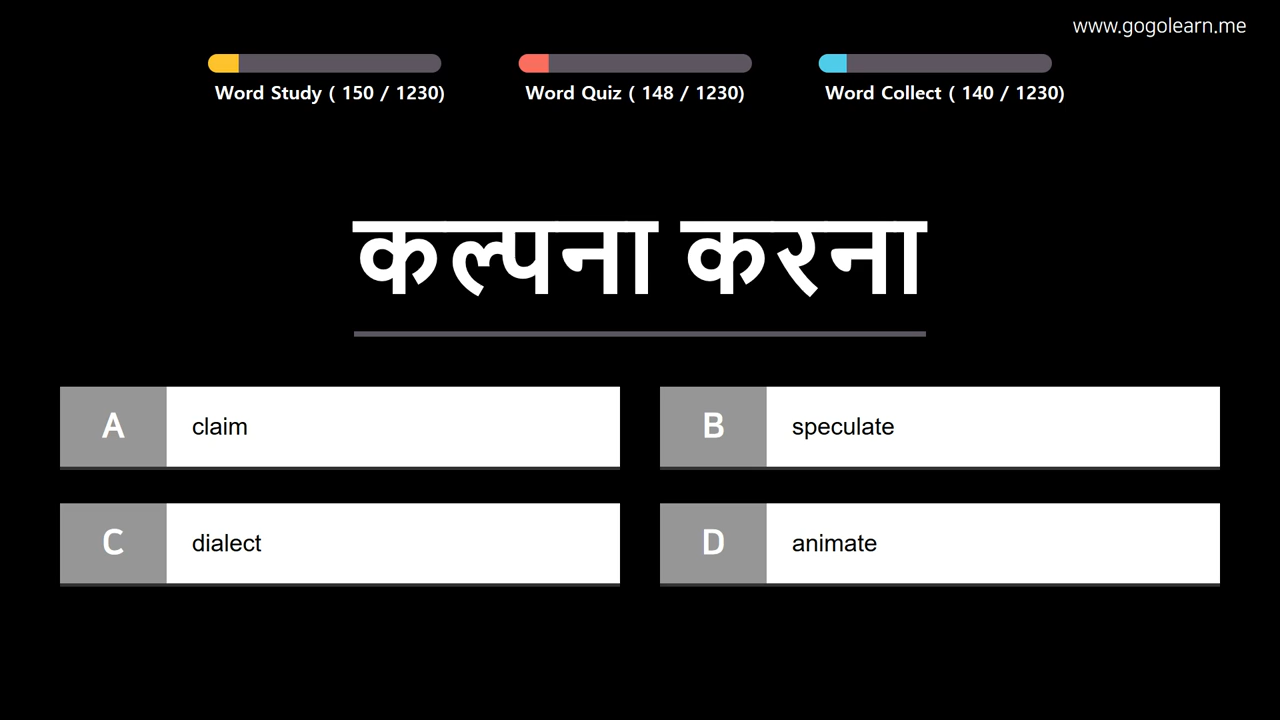 www.gogolearn.me
Word Study ( 150 / 1230)
Word Quiz ( 148 / 1230)
Word Collect ( 140 / 1230)
कल्पना करना
A claim
B speculate
C dialect
D animate